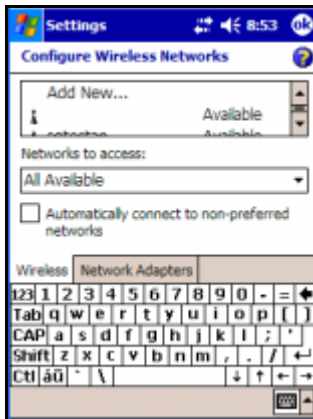 Settings 8:53 ok
Configure Wireless Networks ?
Add New...
Available
Available
Networks to access:
All Available
Automatically connect to non-preferred
networks
Wireless Network Adapters
123 1 2 3 4 5 6 7 8 9 0 - =
Tab q w e r t y u i o p [ ]
CAP a s d f g h j k l ; '
Shift z x c v b n m , . /
Ctl áü ` \